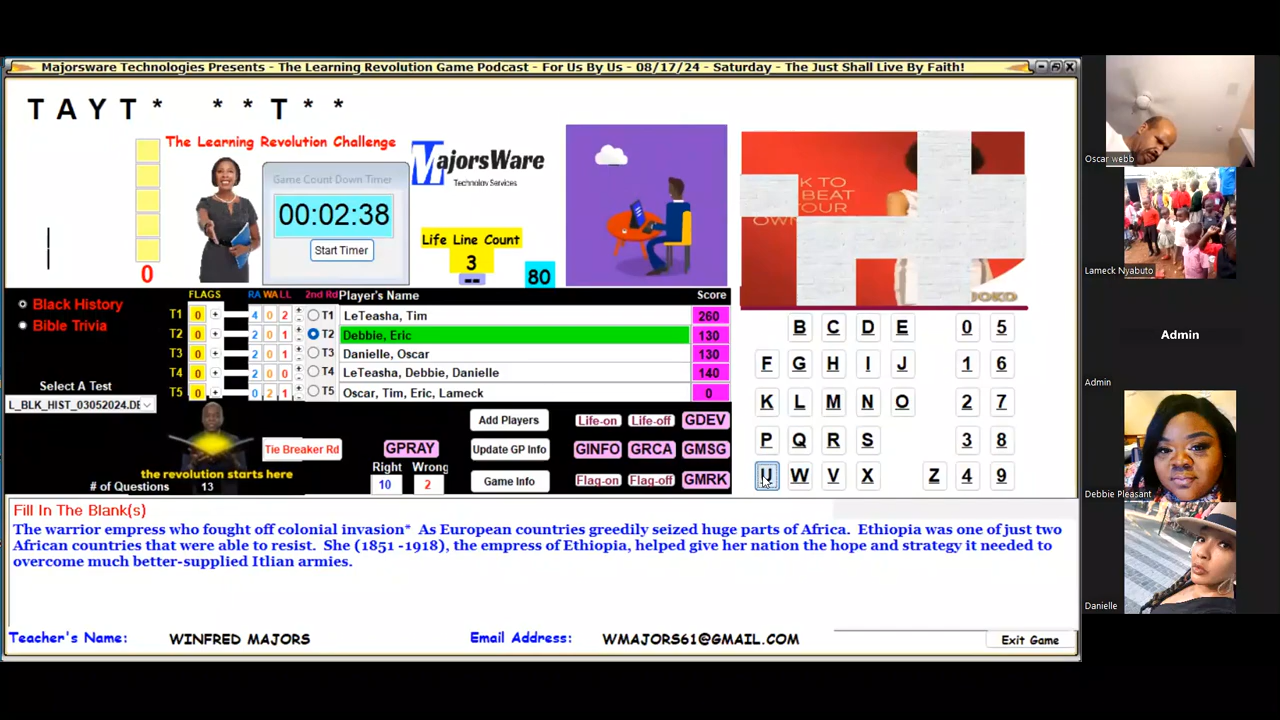 Majorsware Technologies Presents - The Learning Revolution Game Podcast - For Us By Us - 08/17/24 - Saturday - The Just Shall Live By Faith!
T A Y T * * * T * *
The Learning Revolution Challenge
0
Game Count Down Timer
00:02:38
Start Timer
MajorsWare
Technology Services
Life Line Count
3
--
80
K TO
BEAT
OUR
OWN
OKO
Black History
Bible Trivia
Select A Test
L_BLK_HIST_03052024.DE
FLAGS RA WA LL 2nd Rd Player's Name Score
T1 0 + 4 0 2 T1 LeTeasha, Tim 260
T2 0 + 2 0 1 T2 Debbie, Eric 130
T3 0 + 2 0 1 T3 Danielle, Oscar 130
T4 0 + 2 0 0 T4 LeTeasha, Debbie, Danielle 140
T5 0 + 0 2 1 T5 Oscar, Tim, Eric, Lameck 0
the revolution starts here
# of Questions 13
Tie Breaker Rd
GPRAY
Right Wrong
10 2
Add Players
Update GP Info
Game Info
Life-on Life-off GDEV
GINFO GRCA GMSG
Flag-on Flag-off GMRK
B C D E 0 5
F G H I J 1 6
K L M N O 2 7
P Q R S 3 8
U W V X Z 4 9
Fill In The Blank(s)
The warrior empress who fought off colonial invasion* As European countries greedily seized huge parts of Africa. Ethiopia was one of just two
African countries that were able to resist. She (1851 -1918), the empress of Ethiopia, helped give her nation the hope and strategy it needed to
overcome much better-supplied Itlian armies.
Teacher's Name: WINFRED MAJORS Email Address: WMAJORS61@GMAIL.COM
Exit Game
Oscar webb
Lameck Nyabuto
Admin
Admin
Debbie Pleasant
Danielle